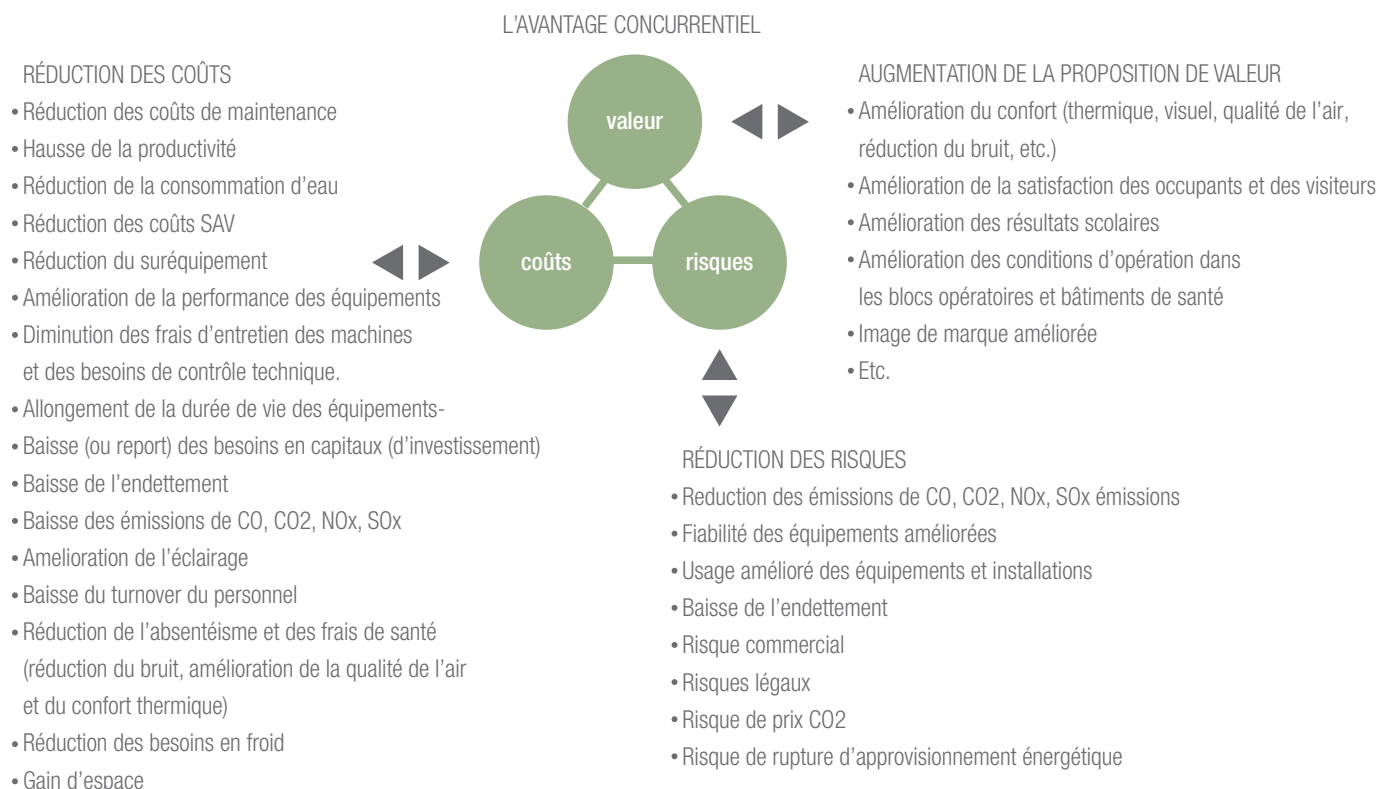 L'AVANTAGE CONCURRENTIEL
RÉDUCTION DES COÛTS
• Réduction des coûts de maintenance
• Hausse de la productivité
• Réduction de la consommation d'eau
• Réduction des coûts SAV
• Réduction du suréquipement
• Amélioration de la performance des équipements
• Diminution des frais d'entretien des machines
et des besoins de contrôle technique.
• Allongement de la durée de vie des équipements-
• Baisse (ou report) des besoins en capitaux (d'investissement)
• Baisse de l'endettement
• Baisse des émissions de CO, CO2, NOx, SOx
• Amelioration de l'éclairage
• Baisse du turnover du personnel
• Réduction de l'absentéisme et des frais de santé
(réduction du bruit, amélioration de la qualité de l'air
et du confort thermique)
• Réduction des besoins en froid
• Gain d'espace
valeur
coûts
risques
AUGMENTATION DE LA PROPOSITION DE VALEUR
• Amélioration du confort (thermique, visuel, qualité de l'air,
réduction du bruit, etc.)
• Amélioration de la satisfaction des occupants et des visiteurs
• Amélioration des résultats scolaires
• Amélioration des conditions d'opération dans
les blocs opératoires et bâtiments de santé
• Image de marque améliorée
• Etc.
RÉDUCTION DES RISQUES
• Reduction des émissions de CO, CO2, NOx, SOx émissions
• Fiabilité des équipements améliorées
• Usage amélioré des équipements et installations
• Baisse de l'endettement
• Risque commercial
• Risques légaux
• Risque de prix CO2
• Risque de rupture d'approvisionnement énergétique